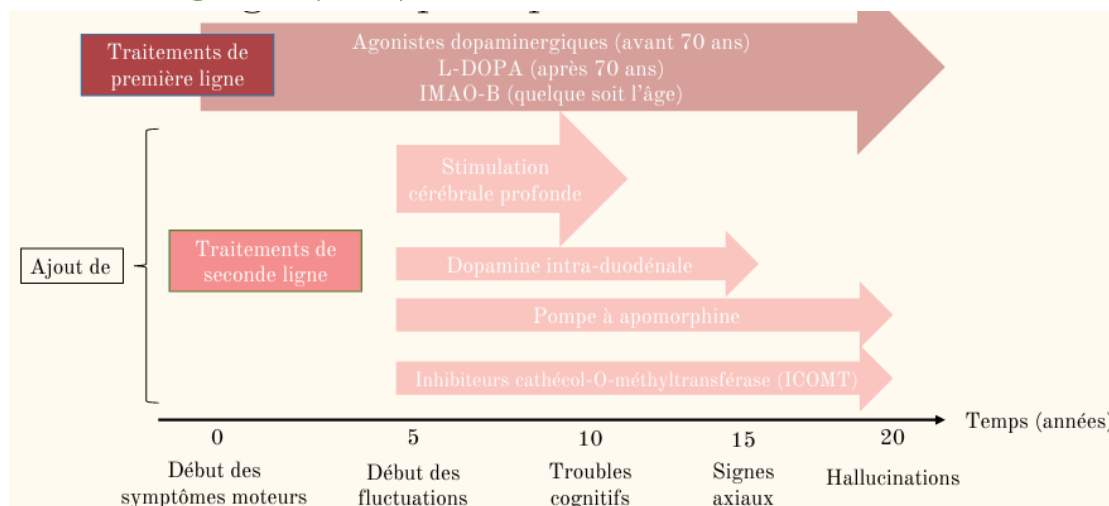 Traitements de
première ligne
Agonistes dopaminergiques (avant 70 ans)
L-DOPA (après 70 ans)
IMAO-B (quelque soit l'âge)
Stimulation
cérébrale profonde
Ajout de
Traitements de
seconde ligne
Dopamine intra-duodénale
Pompe à apomorphine
Inhibiteurs cathécol-O-méthyltransférase (ICOMT)
Temps (années)
0
5
10
15
20
Début des
symptômes moteurs
Début des
fluctuations
Troubles
cognitifs
Signes
axiaux
Hallucinations